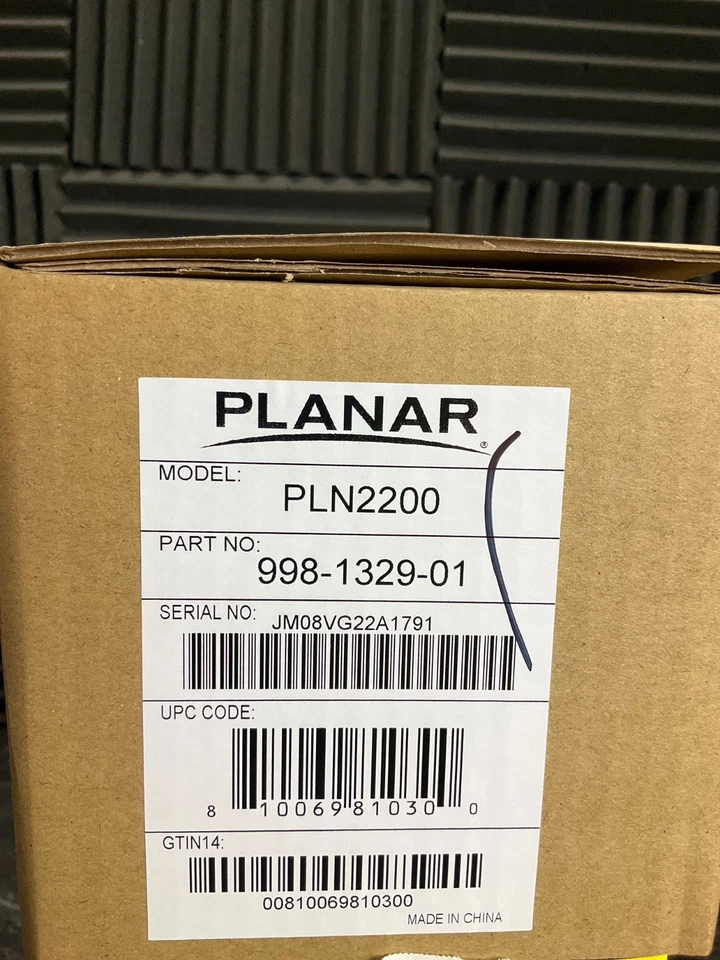 PLANAR®
MODEL:
PLN2200
PART NO:
998-1329-01
SERIAL NO: JM08VG22A1791
UPC CODE:
8 10069 81030 0
GTIN14:
00810069810300
MADE IN CHINA